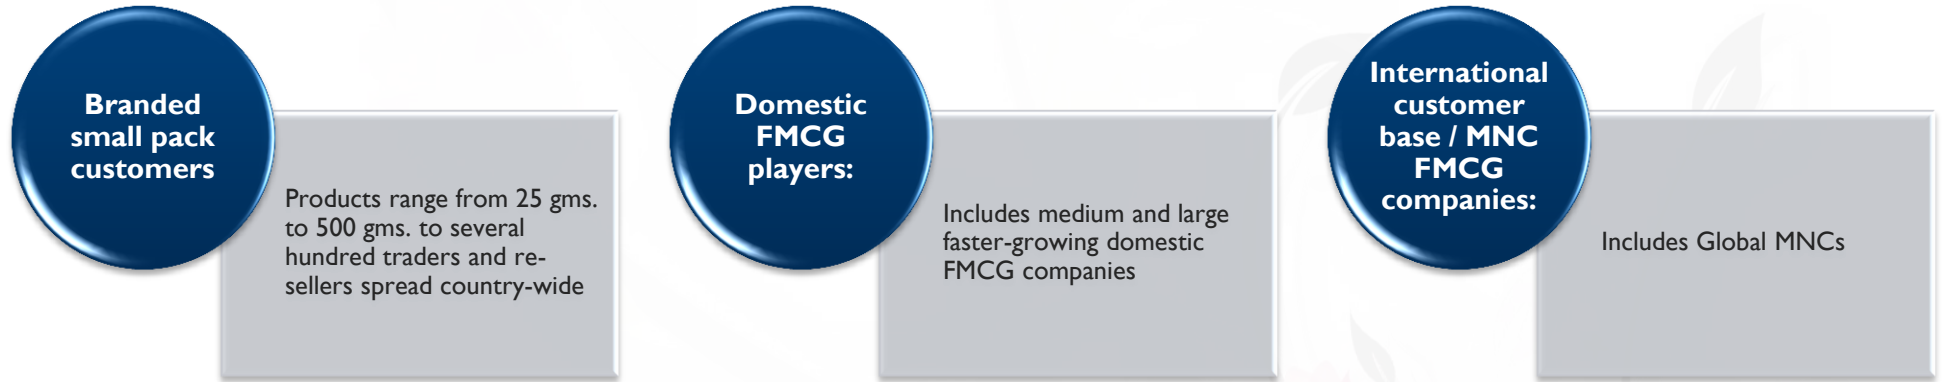 Branded
small pack
customers
Products range from 25 gms.
to 500 gms. to several
hundred traders and re-
sellers spread country-wide
Domestic
FMCG
players:
Includes medium and large
faster-growing domestic
FMCG companies
International
customer
base / MNC
FMCG
companies:
Includes Global MNCs